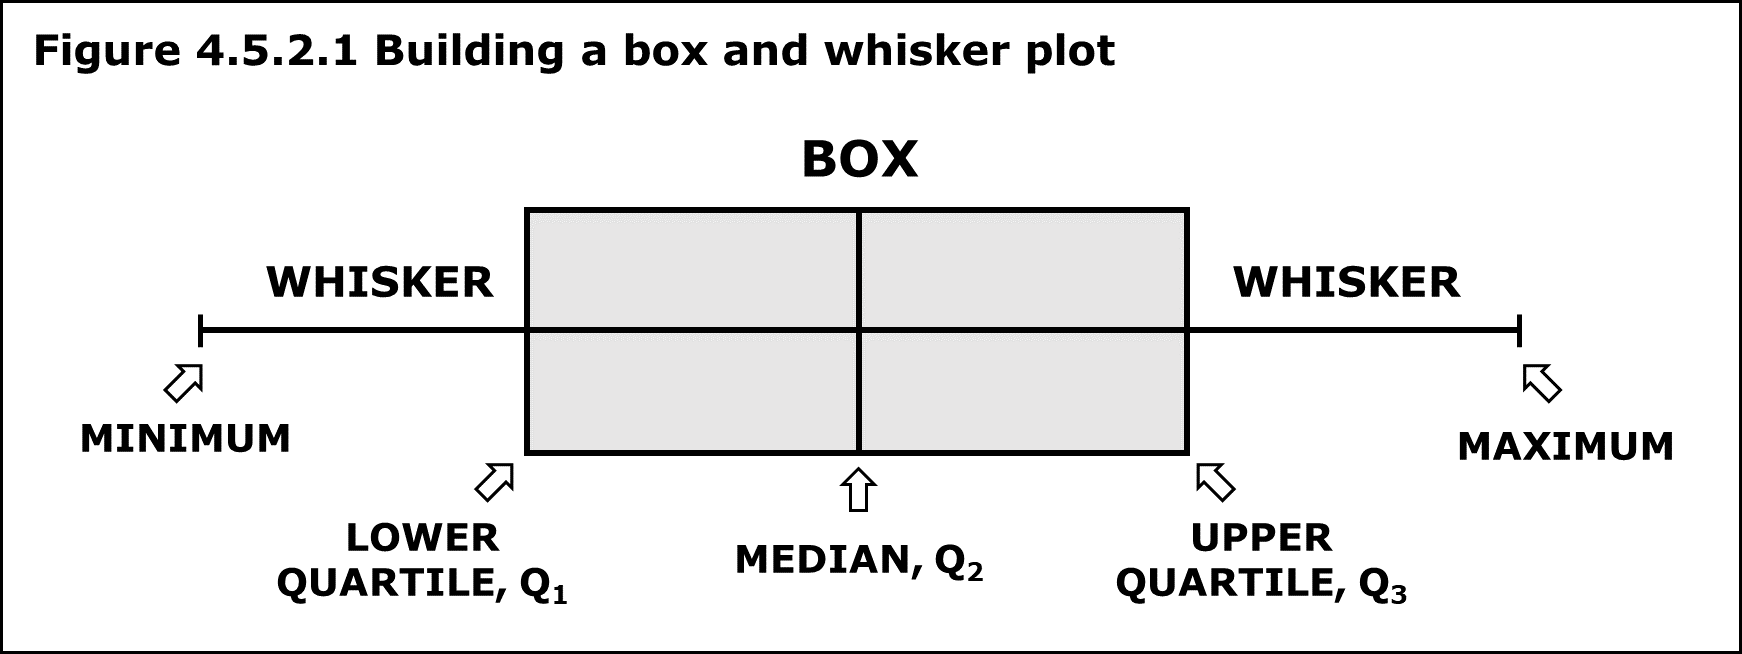 Figure 4.5.2.1 Building a box and whisker plot
BOX
WHISKER
WHISKER
MINIMUM
MAXIMUM
LOWER
QUARTILE, Q₁
MEDIAN, Q₂
UPPER
QUARTILE, Q₃